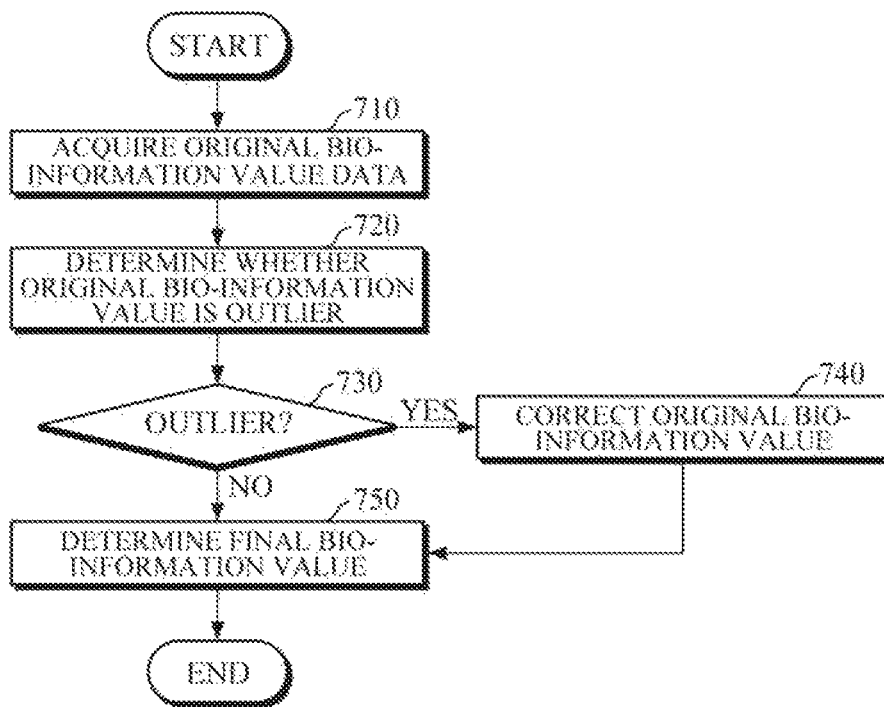 START
710
ACQUIRE ORIGINAL BIO-
INFORMATION VALUE DATA
720
DETERMINE WHETHER
ORIGINAL BIO-INFORMATION
VALUE IS OUTLIER
730
OUTLIER?
YES
740
CORRECT ORIGINAL BIO-
INFORMATION VALUE
NO
750
DETERMINE FINAL BIO-
INFORMATION VALUE
END